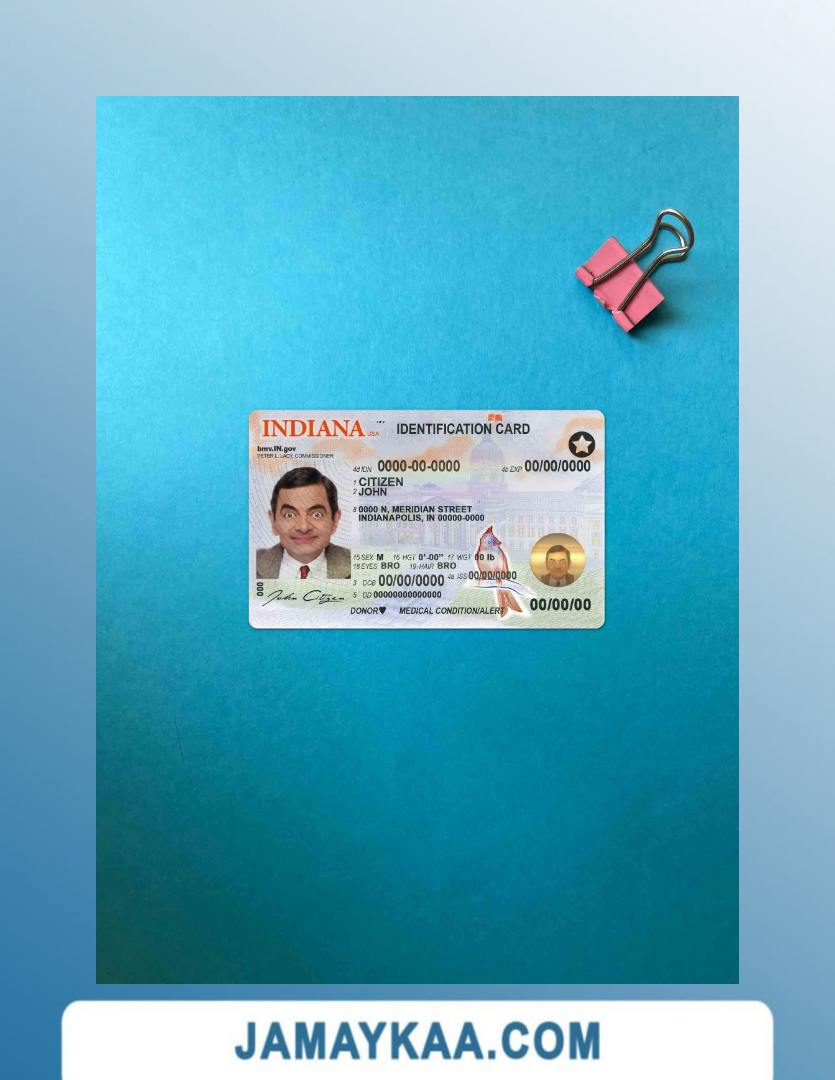 INDIANA USA IDENTIFICATION CARD
bmv.IN.gov
PETER L. LACY, COMMISSIONER
4d IDN 0000-00-0000 4b EXP 00/00/0000
1 CITIZEN
2 JOHN
8 0000 N, MERIDIAN STREET
INDIANAPOLIS, IN 00000-0000
15 SEX M 16 HGT 0'-00" 17 WGT 00 lb
18 EYES BRO 19 HAIR BRO
3 DOB 00/00/0000 4a ISS 00/00/0000
000
John Citizen
5 DD 00000000000000
00/00/00
DONOR♥ MEDICAL CONDITION/ALERT
JAMAYKAA.COM